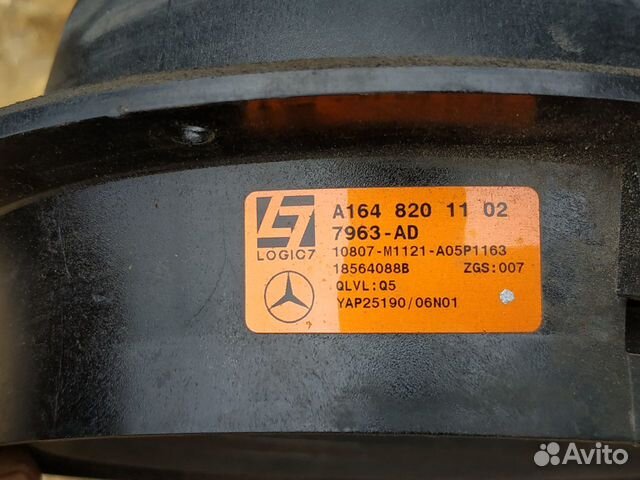 A164 820 11 02
7963-AD
LOGIC7
10807-M1121-A05P1163
18564088B ZGS:007
QLVL:Q5
YAP25190/06N01
Avito